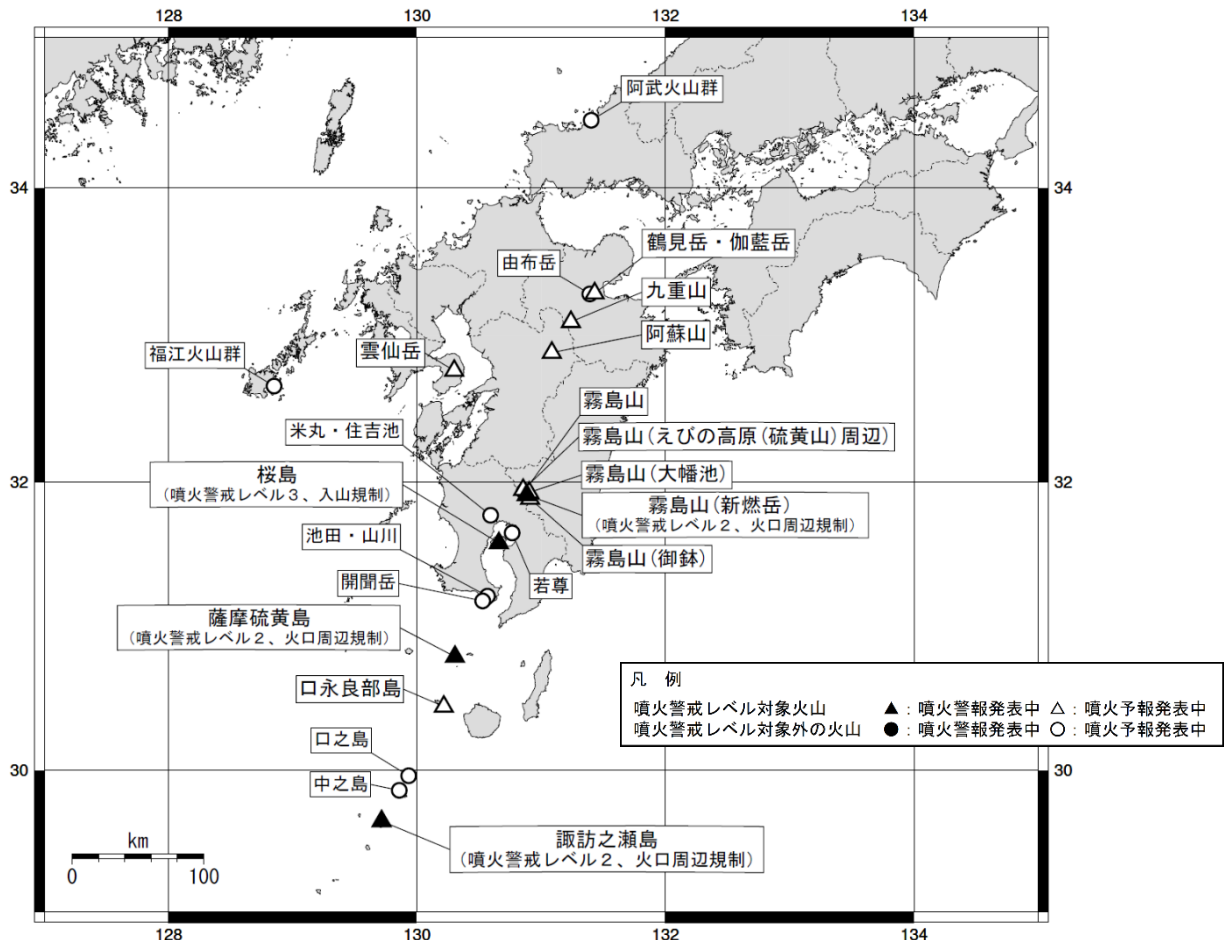 128
130
132
134
阿武火山群
34
34
鶴見岳・伽藍岳
由布岳
九重山
阿蘇山
雲仙岳
福江火山群
霧島山
米丸・住吉池
霧島山(えびの高原(硫黄山)周辺)
桜島
(噴火警戒レベル3、入山規制)
霧島山(大幡池)
32
32
霧島山(新燃岳)
(噴火警戒レベル2、火口周辺規制)
池田・山川
霧島山(御鉢)
開聞岳
若尊
薩摩硫黄島
(噴火警戒レベル2、火口周辺規制)
口永良部島
凡 例
噴火警戒レベル対象火山 ▲:噴火警報発表中 △:噴火予報発表中
噴火警戒レベル対象外の火山 ●:噴火警報発表中 ○:噴火予報発表中
口之島
30
30
中之島
諏訪之瀬島
(噴火警戒レベル2、火口周辺規制)
km
0 100
128
130
132
134